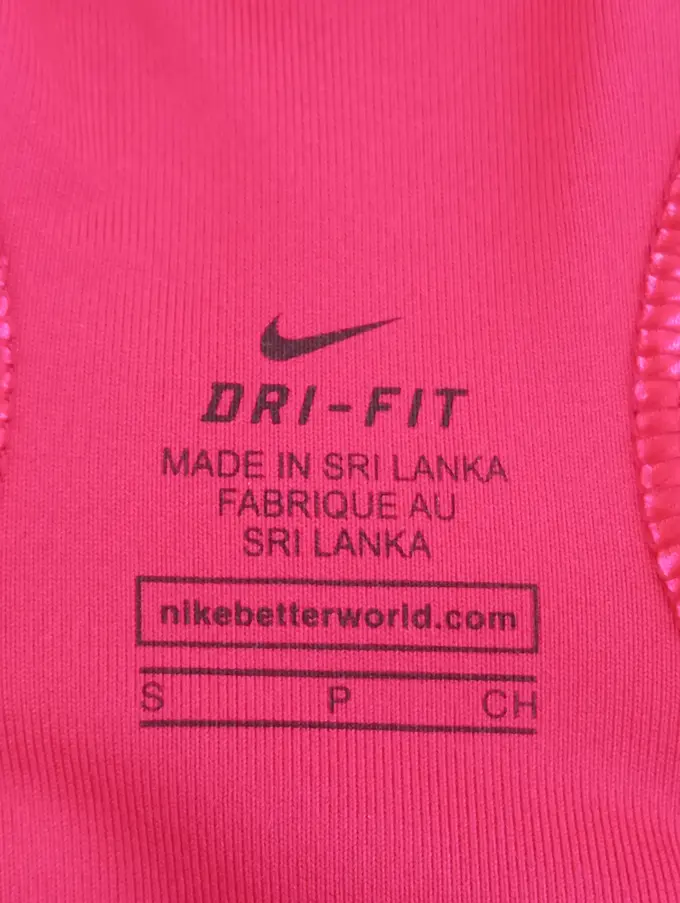 DRI-FIT
MADE IN SRI LANKA
FABRIQUE AU
SRI LANKA
nikebetterworld.com
S P CH